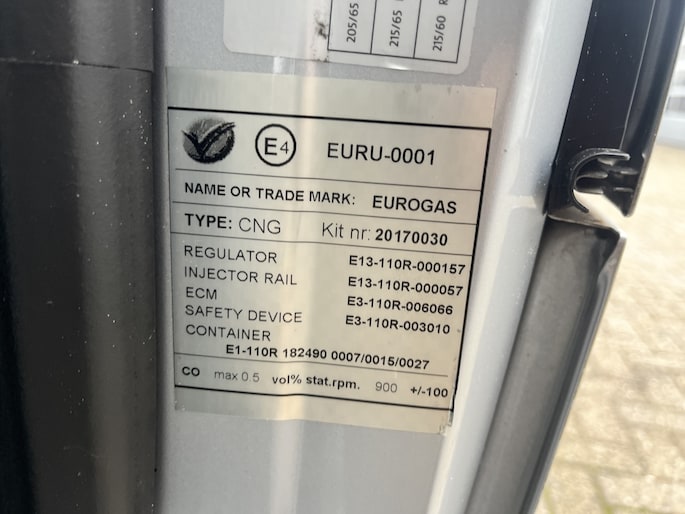 205/65
215/65
215/60 R
E4 EURU-0001
NAME OR TRADE MARK: EUROGAS
TYPE: CNG Kit nr: 20170030
REGULATOR E13-110R-000157
INJECTOR RAIL E13-110R-000057
ECM E3-110R-006066
SAFETY DEVICE E3-110R-003010
CONTAINER
E1-110R 182490 0007/0015/0027
CO max 0.5 vol% stat.rpm. 900 +/-100